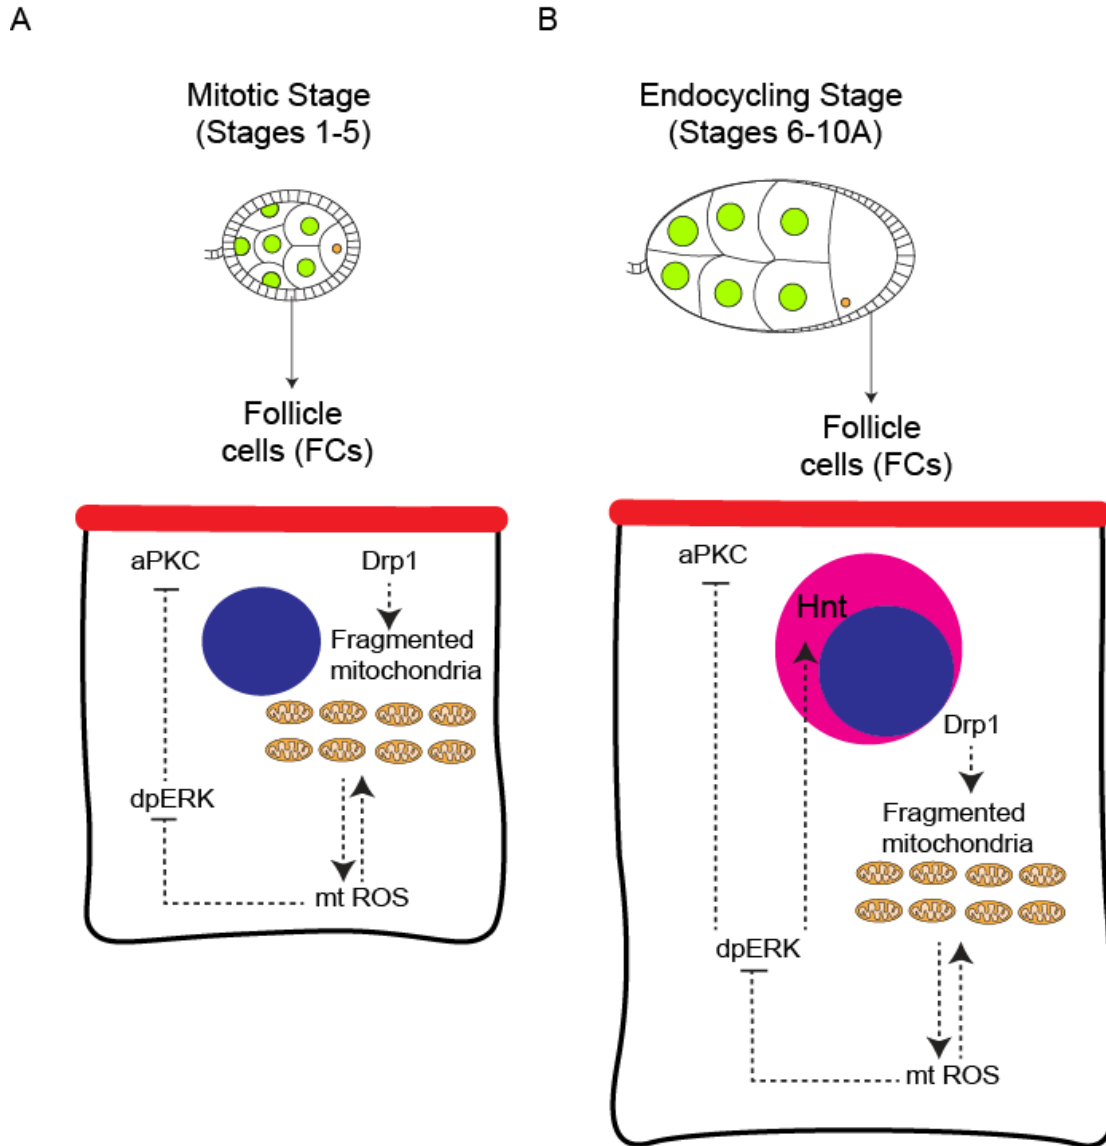 A
Mitotic Stage
(Stages 1-5)
Follicle
cells (FCs)
aPKC
Drp1
Fragmented
mitochondria
dpERK
mt ROS
B
Endocycling Stage
(Stages 6-10A)
Follicle
cells (FCs)
aPKC
Hnt
Drp1
Fragmented
mitochondria
dpERK
mt ROS